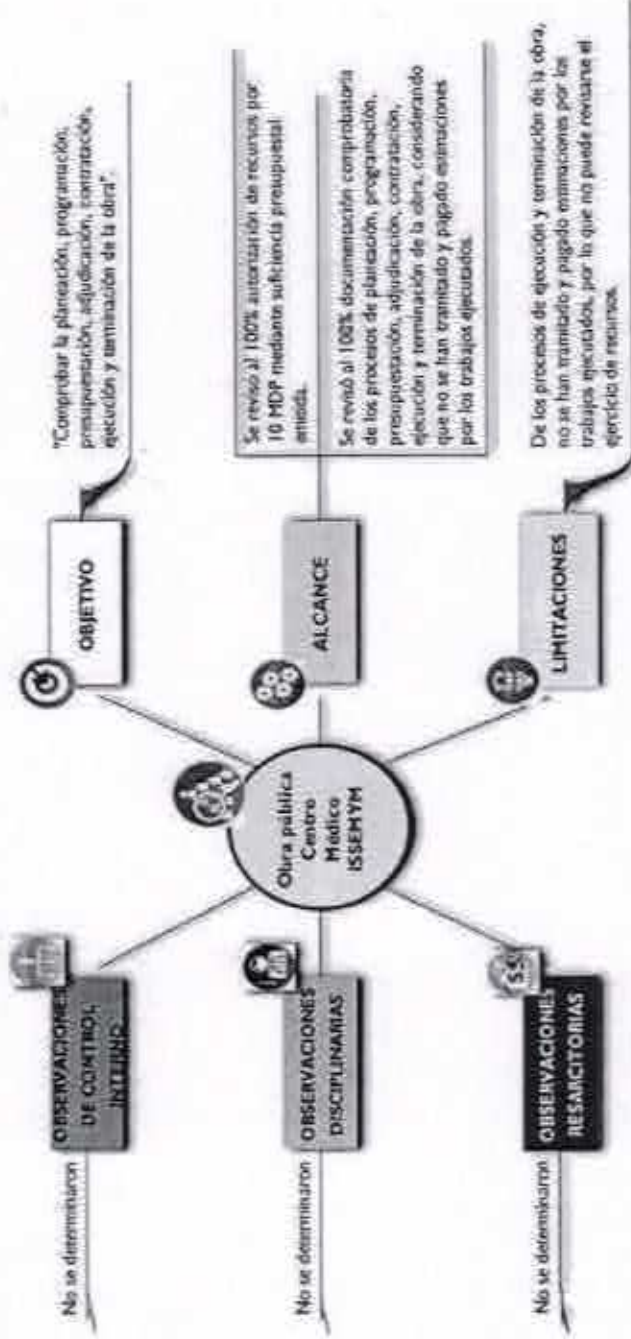 OBSERVACIONES
DE CONTROL
INTERNO
No se determinaron
OBSERVACIONES
DISCIPLINARIAS
No se determinaron
OBSERVACIONES
RESARCITORIAS
No se determinaron
Obra pública
Centro
Médico
ISSEMYM
OBJETIVO
"Comprobar la planeación, programación,
presupuestación, adjudicación, contratación,
ejecución y terminación de la obra".
ALCANCE
Se revisó al 100% autorización de recursos por
10 MDP mediante suficiencia presupuestal
emitida.
Se revisó al 100% documentación comprobatoria
de los procesos de planeación, programación,
presupuestación, adjudicación, contratación,
ejecución y terminación de la obra, considerando
que no se han tramitado y pagado estimaciones
por los trabajos ejecutados.
LIMITACIONES
De los procesos de ejecución y terminación de la obra,
no se han tramitado y pagado estimaciones por los
trabajos ejecutados, por lo que no puede revisarse el
ejercicio de recursos.